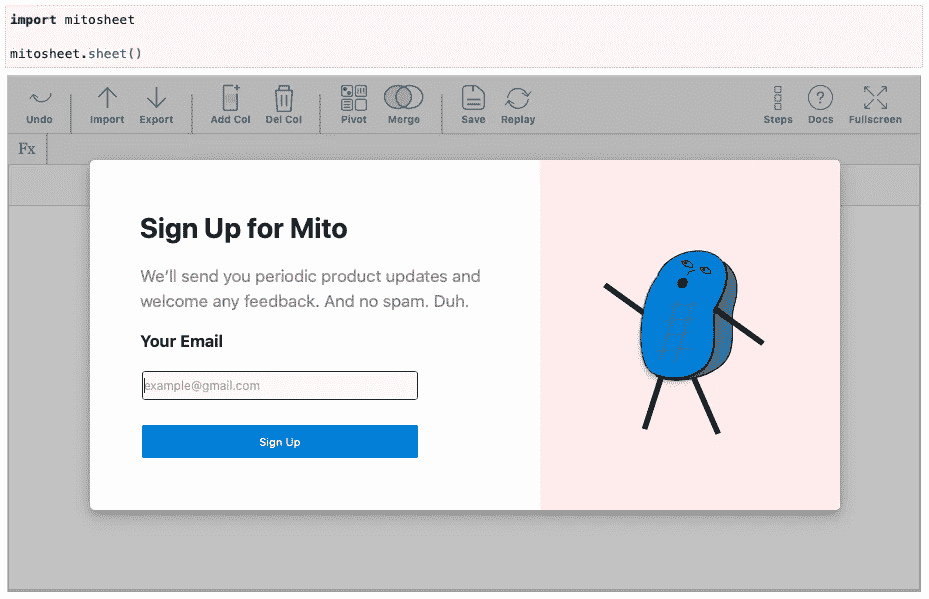 import mitosheet
mitosheet.sheet()
Undo Import Export Add Col Del Col Pivot Merge Save Replay Steps Docs Fullscreen
Fx
Sign Up for Mito
We'll send you periodic product updates and
welcome any feedback. And no spam. Duh.
Your Email
example@gmail.com
Sign Up